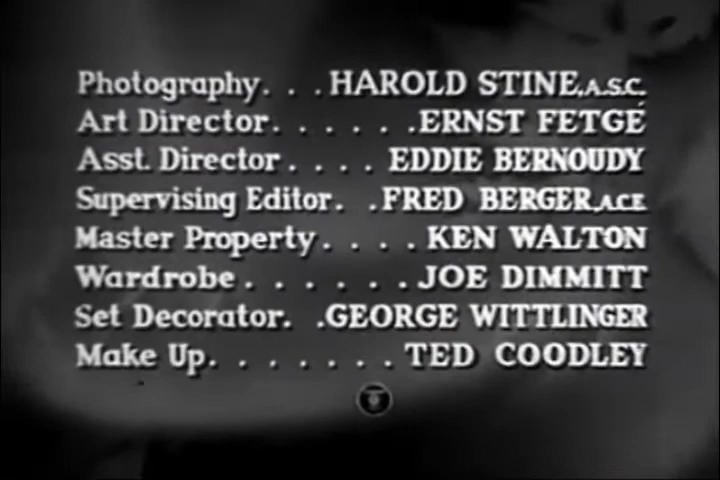 Photography. . .HAROLD STINE,A.S.C.
Art Director. . . . . .ERNST FETGÉ
Asst. Director . . . . EDDIE BERNOUDY
Supervising Editor. .FRED BERGER,A.C.E.
Master Property. . . . KEN WALTON
Wardrobe . . . . . . .JOE DIMMITT
Set Decorator. .GEORGE WITTLINGER
Make Up. . . . . . . TED COODLEY